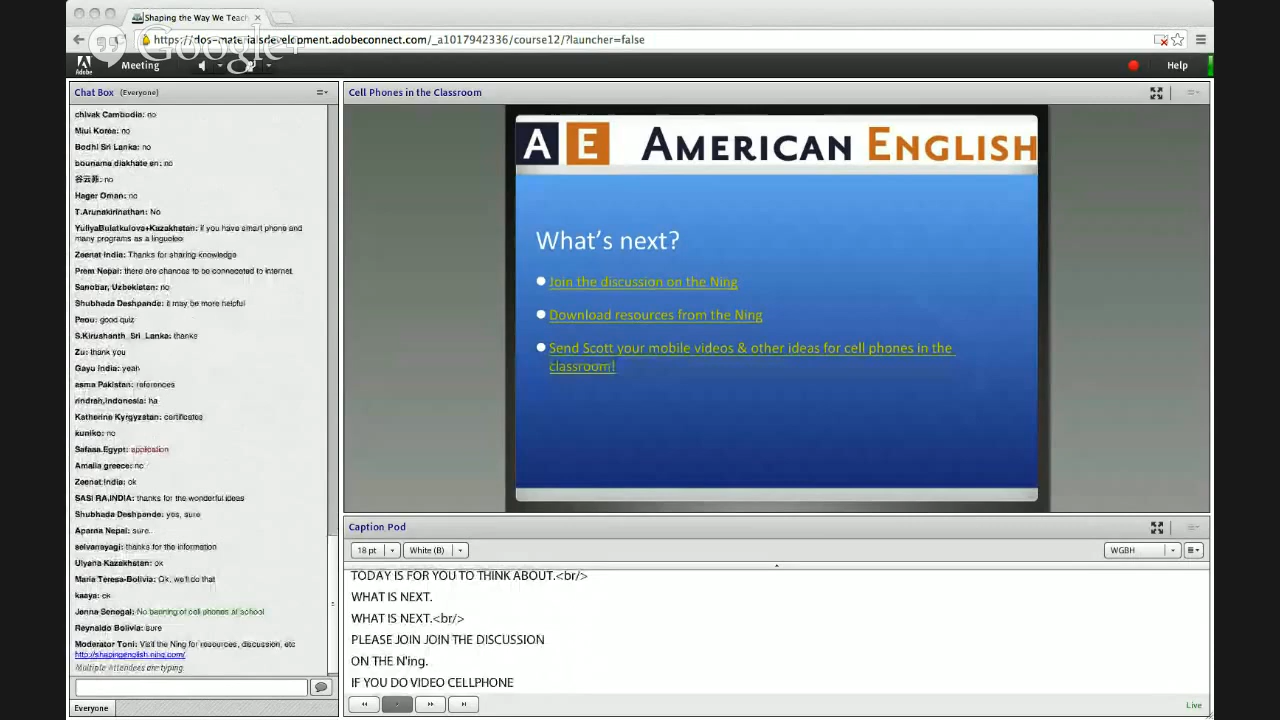 Shaping the Way We Teach
https://dos-materialsdevelopment.adobeconnect.com/_a1017942336/course12/?launcher=false
Google+
Adobe
Meeting
Help
Chat Box (Everyone)
chivak Cambodia: no
Miui Korea: no
Bodhi Sri Lanka: no
bounama diakhate en: no
Hager Oman: no
T.Arunakirinathan: No
YuliyaBulatkulova+Kazakhstan: if you have smart phone and
many programs as a linguoleo
Zeenat India: Thanks for sharing knowledge
Prem Nepal: there are chances to be connecated to internet.
Sanobar, Uzbekistan: no
Shubhada Deshpande: it may be more helpful
Peou: good quiz
S.Kirushanth Sri Lanka: thanks
Zu: thank you
Gayu India: yeah
asma Pakistan: references
rindrah,indonesia: ha
Katherine Kyrgyzstan: certificates
kuniko: no
Safaaa.Egypt: application
Amalia greece: no
Zeenat India: ok
SASI RA,INDIA: thanks for the wonderful ideas
Shubhada Deshpande: yes, sure
Aparna Nepal: sure..
selvanayagi: thanks for the information
Ulyana Kazakhstan: ok
Maria Teresa-Bolivia: Ok, we'll do that
kaaya: ok
Janna Senegal: No banning of cell phones at school
Reynaldo Bolivia: sure
Moderator Toni: Visit the Ning for resources, discussion, etc
http://shapingenglish.ning.com/
Multiple Attendees are typing.
Everyone
Cell Phones in the Classroom
AE AMERICAN ENGLISH
What's next?
Join the discussion on the Ning
Download resources from the Ning
Send Scott your mobile videos & other ideas for cell phones in the
classroom!
Caption Pod
18 pt White (B) WGBH
TODAY IS FOR YOU TO THINK ABOUT.<br/>
WHAT IS NEXT.
WHAT IS NEXT.<br/>
PLEASE JOIN JOIN THE DISCUSSION
ON THE N'ing.
IF YOU DO VIDEO CELLPHONE
Live